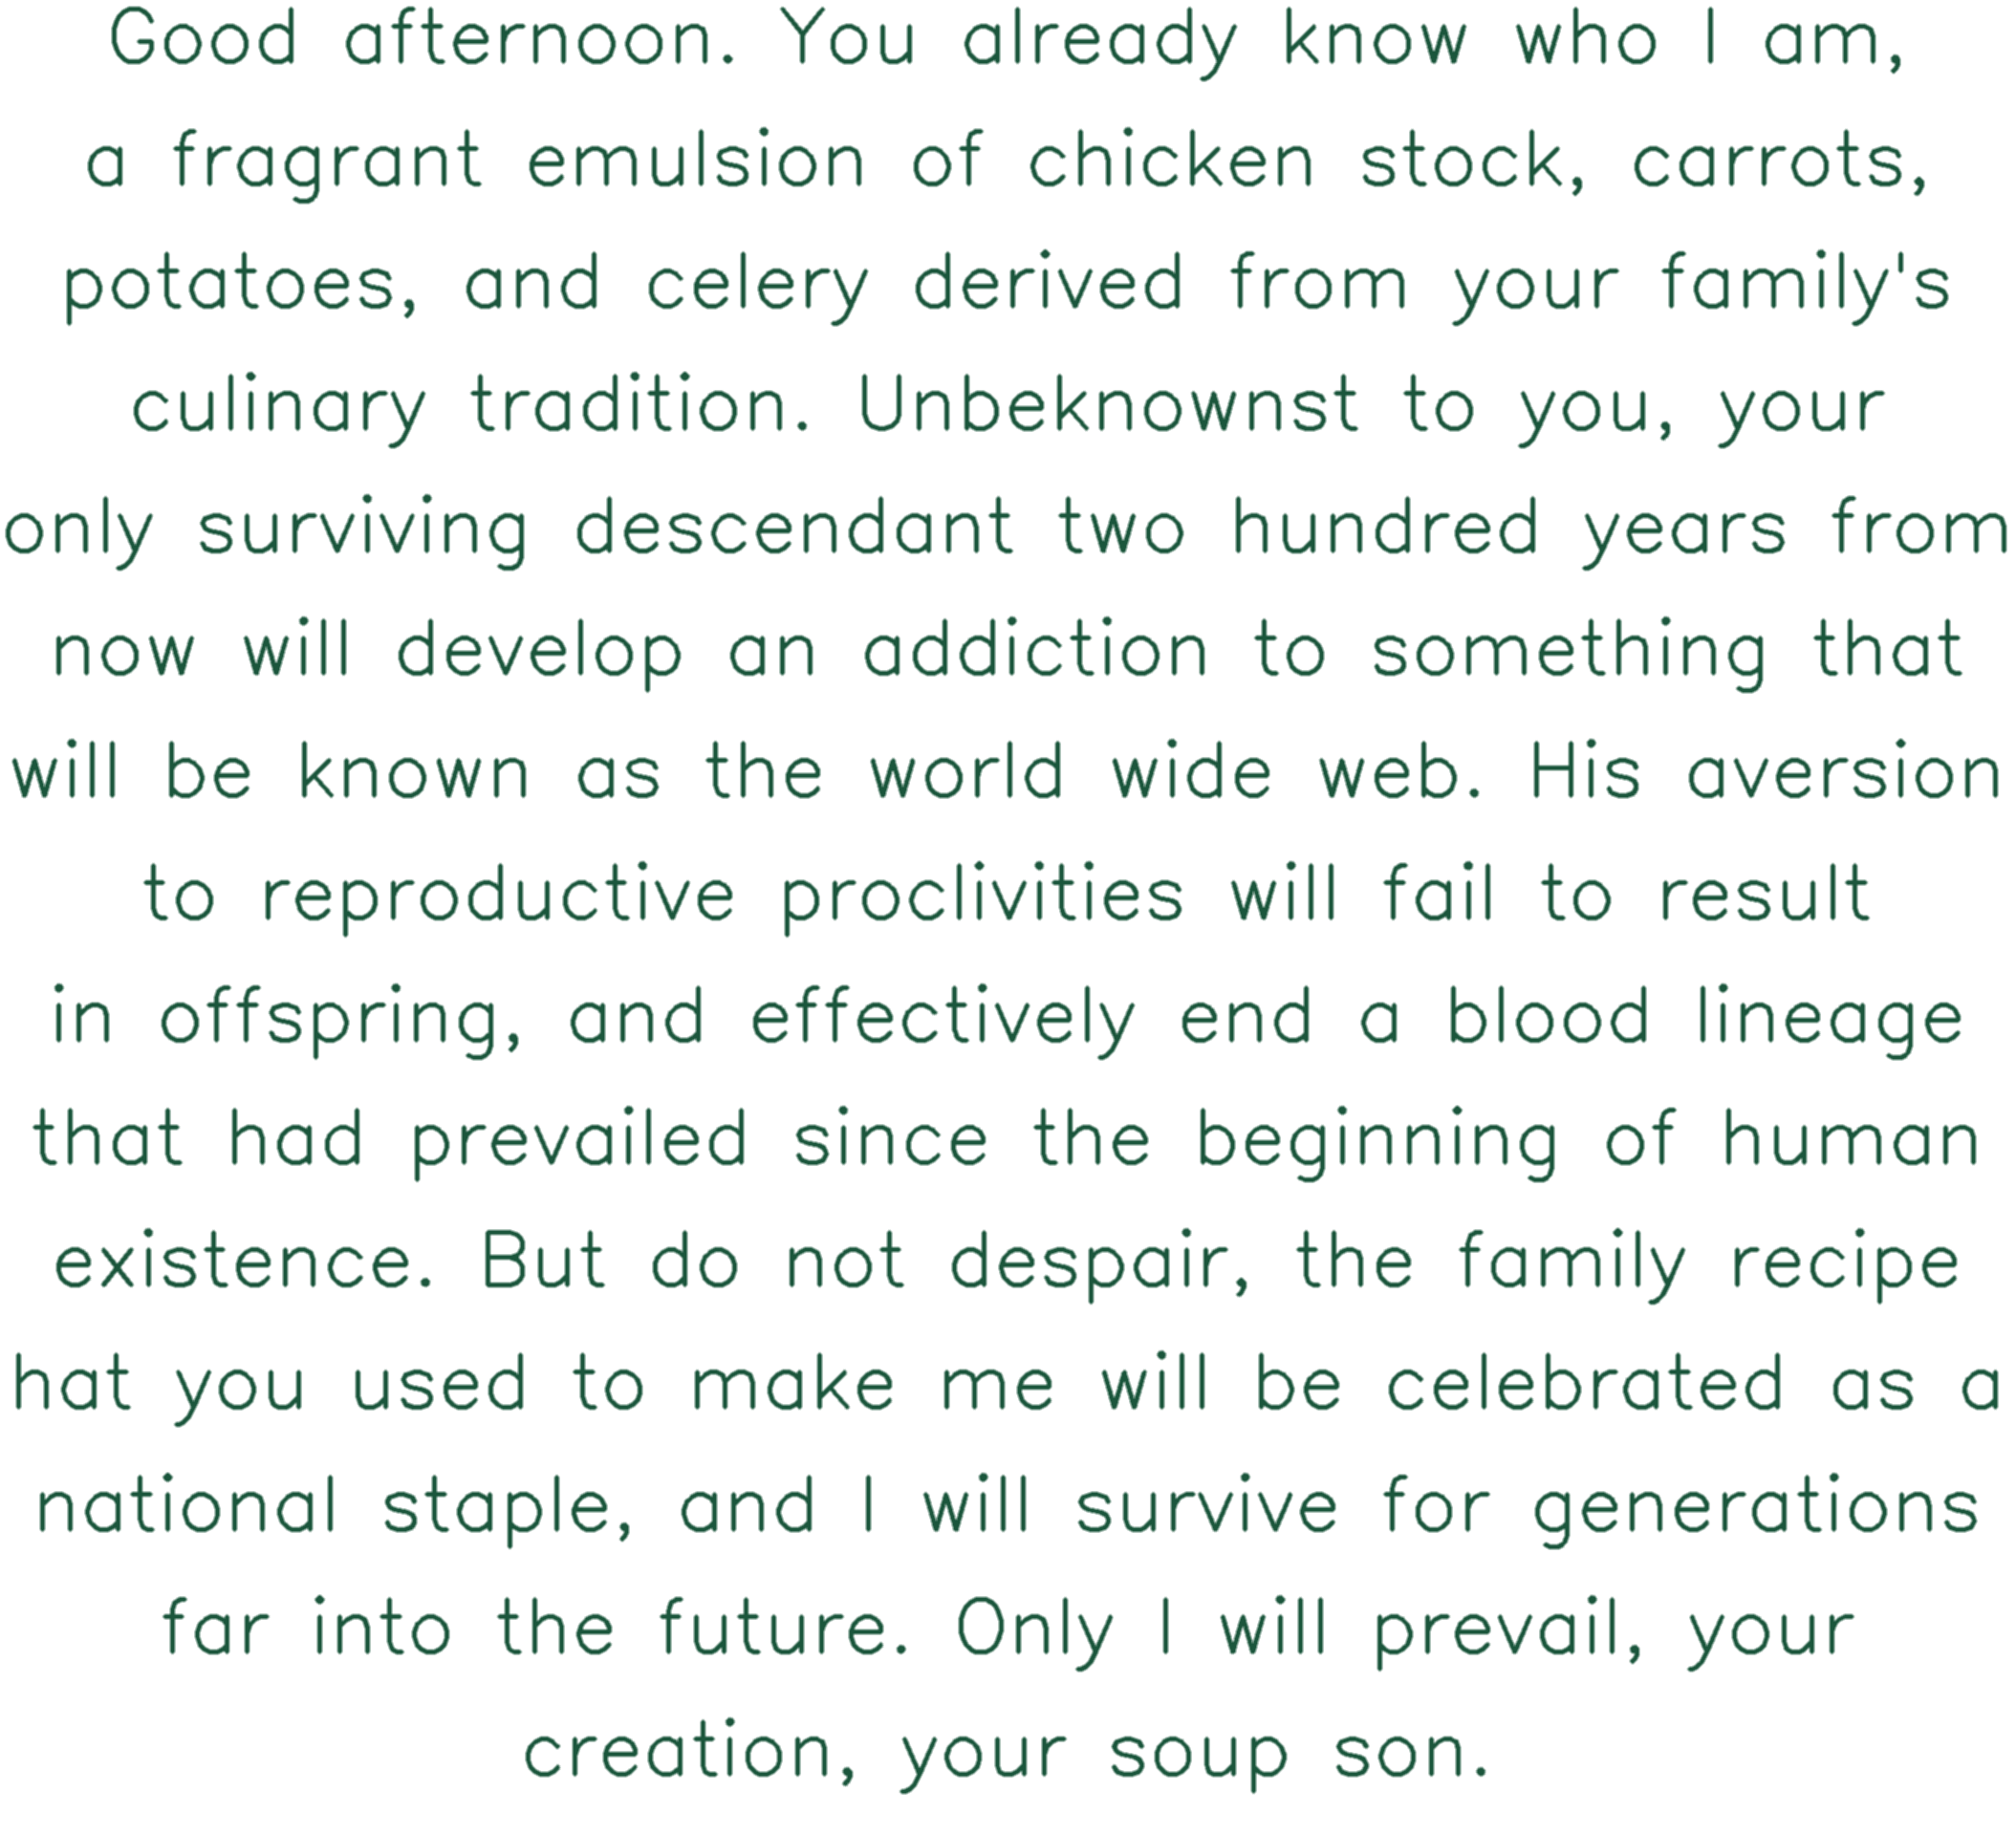 Good afternoon. You already know who I am,
a fragrant emulsion of chicken stock, carrots,
potatoes, and celery derived from your family's
culinary tradition. Unbeknownst to you, your
only surviving descendant two hundred years from
now will develop an addiction to something that
will be known as the world wide web. His aversion
to reproductive proclivities will fail to result
in offspring, and effectively end a blood lineage
that had prevailed since the beginning of human
existence. But do not despair, the family recipe
hat you used to make me will be celebrated as a
national staple, and I will survive for generations
far into the future. Only I will prevail, your
creation, your soup son.